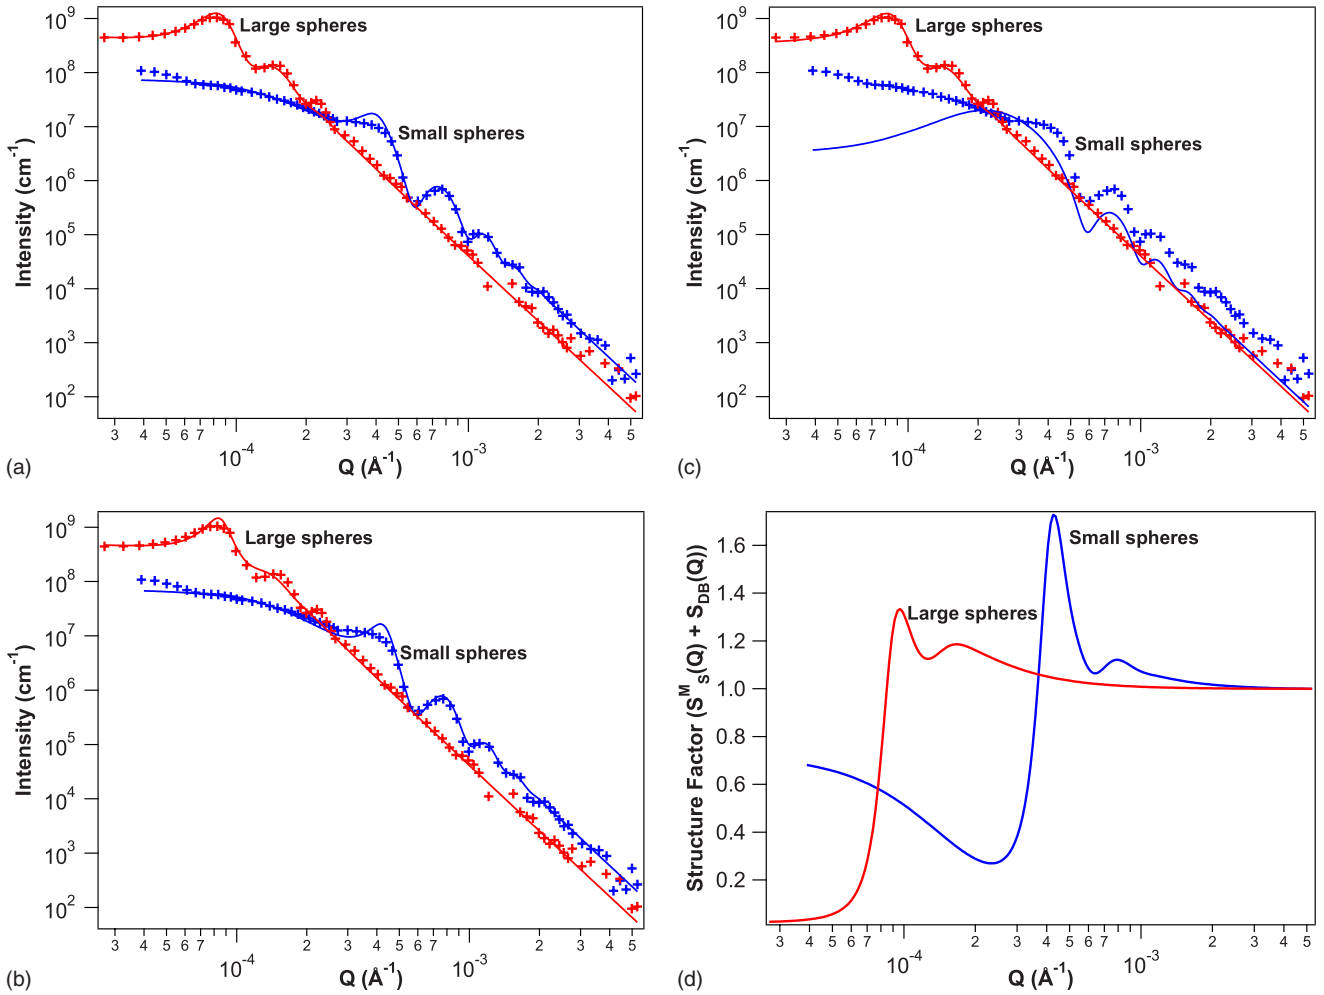 10⁹
10⁸
10⁷
10⁶
10⁵
10⁴
10³
10²
Intensity (cm⁻¹)
Large spheres
Small spheres
3 4 5 6 7 2 3 4 5 6 7 2 3 4 5
10⁻⁴ 10⁻³
Q (Å⁻¹)
(a)
10⁹
10⁸
10⁷
10⁶
10⁵
10⁴
10³
10²
Intensity (cm⁻¹)
Large spheres
Small spheres
3 4 5 6 7 2 3 4 5 6 7 2 3 4 5
10⁻⁴ 10⁻³
Q (Å⁻¹)
(c)
10⁹
10⁸
10⁷
10⁶
10⁵
10⁴
10³
10²
Intensity (cm⁻¹)
Large spheres
Small spheres
3 4 5 6 7 2 3 4 5 6 7 2 3 4 5
10⁻⁴ 10⁻³
Q (Å⁻¹)
(b)
1.6
1.4
1.2
1.0
0.8
0.6
0.4
0.2
Structure Factor (S^M_S(Q) + S_DB(Q))
Small spheres
Large spheres
3 4 5 6 7 2 3 4 5 6 7 2 3 4 5
10⁻⁴ 10⁻³
Q (Å⁻¹)
(d)